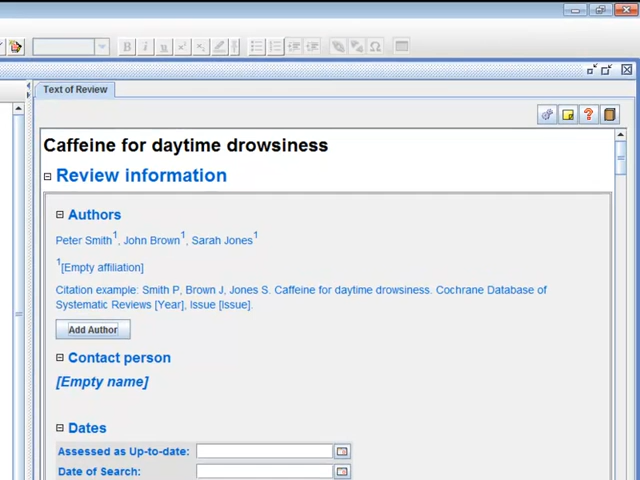 B i U x² x₂ Ω
Text of Review
?
Caffeine for daytime drowsiness
Review information
Authors
Peter Smith¹, John Brown¹, Sarah Jones¹
¹[Empty affiliation]
Citation example: Smith P, Brown J, Jones S. Caffeine for daytime drowsiness. Cochrane Database of
Systematic Reviews [Year], Issue [Issue].
Add Author
Contact person
[Empty name]
Dates
Assessed as Up-to-date:
Date of Search: